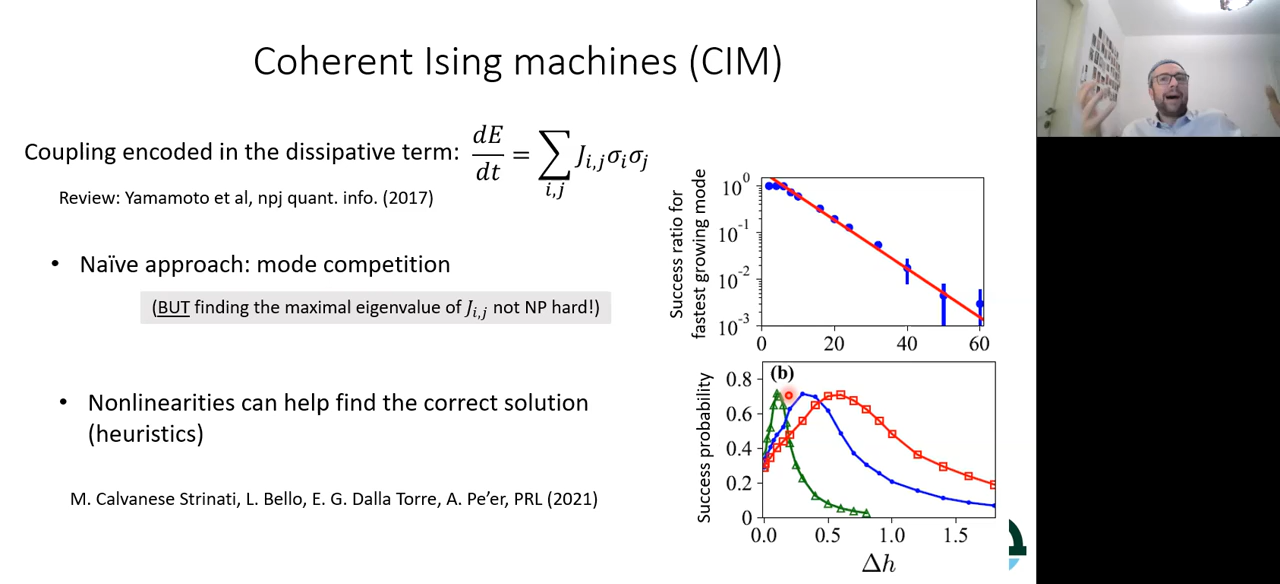 Coherent Ising machines (CIM)
Coupling encoded in the dissipative term: dE/dt = ∑i,j Ji,jσiσj
Review: Yamamoto et al, npj quant. info. (2017)
• Naïve approach: mode competition
(BUT finding the maximal eigenvalue of Ji,j not NP hard!)
• Nonlinearities can help find the correct solution
(heuristics)
M. Calvanese Strinati, L. Bello, E. G. Dalla Torre, A. Pe'er, PRL (2021)
Success ratio for
fastest growing mode
10^0
10^-1
10^-2
10^-3
0 20 40 60
(b)
Success probability
0.8
0.6
0.4
0.2
0
0.0 0.5 1.0 1.5
Δh